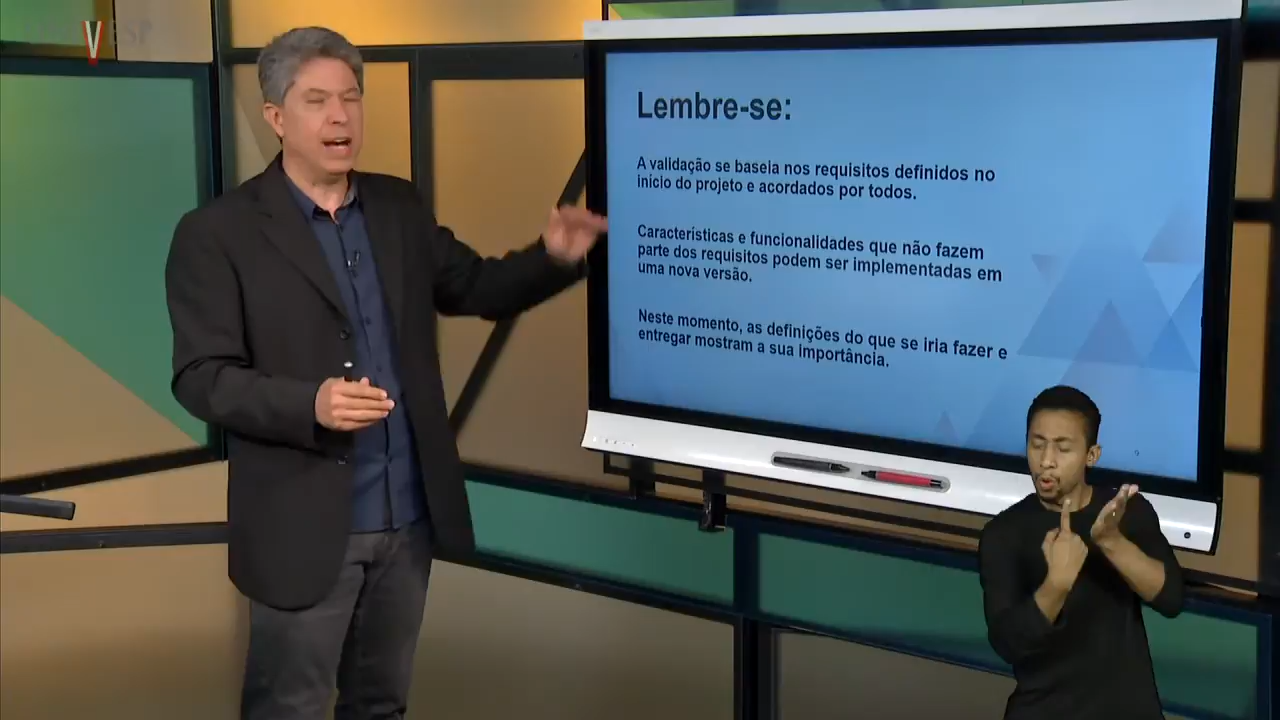 Lembre-se:
A validação se baseia nos requisitos definidos no
início do projeto e acordados por todos.
Características e funcionalidades que não fazem
parte dos requisitos podem ser implementadas em
uma nova versão.
Neste momento, as definições do que se iria fazer e
entregar mostram a sua importância.
9